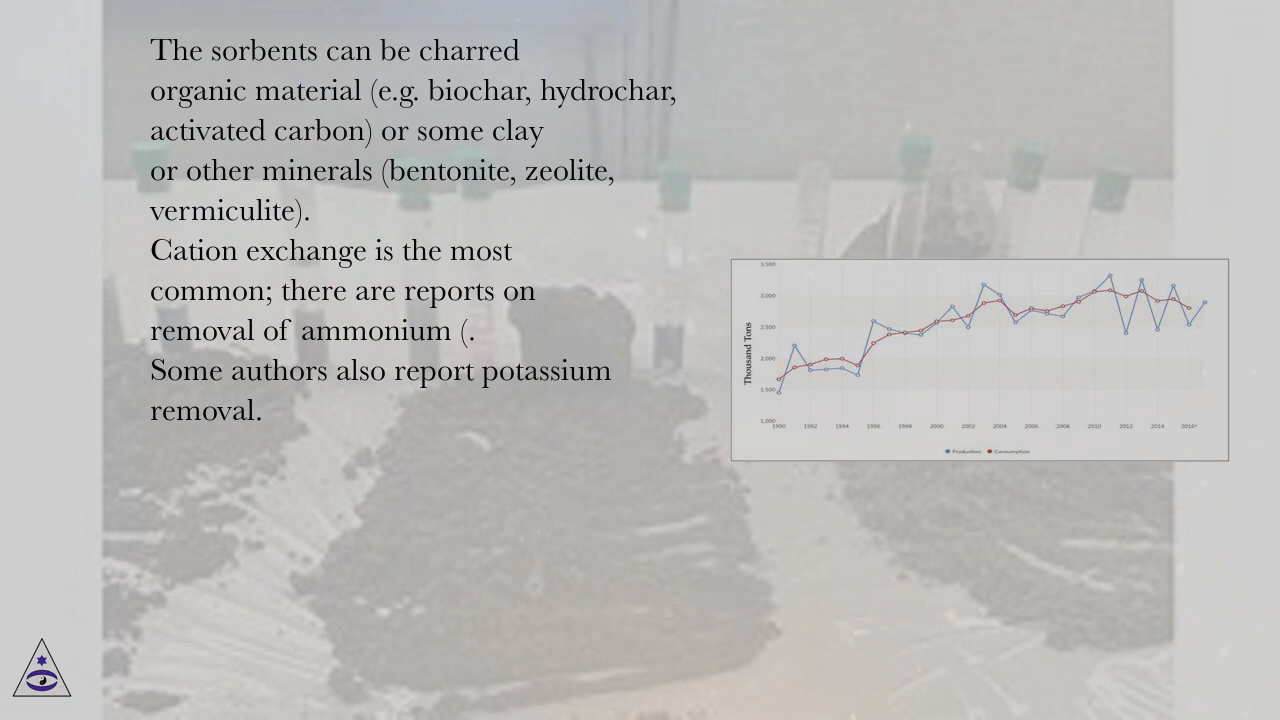 The sorbents can be charred
organic material (e.g. biochar, hydrochar,
activated carbon) or some clay
or other minerals (bentonite, zeolite,
vermiculite).
Cation exchange is the most
common; there are reports on
removal of ammonium (.
Some authors also report potassium
removal.
Thousand Tons
3,500
3,000
2,500
2,000
1,500
1,000
1990 1992 1994 1996 1998 2000 2002 2004 2006 2008 2010 2012 2014 2016*
Production Consumption